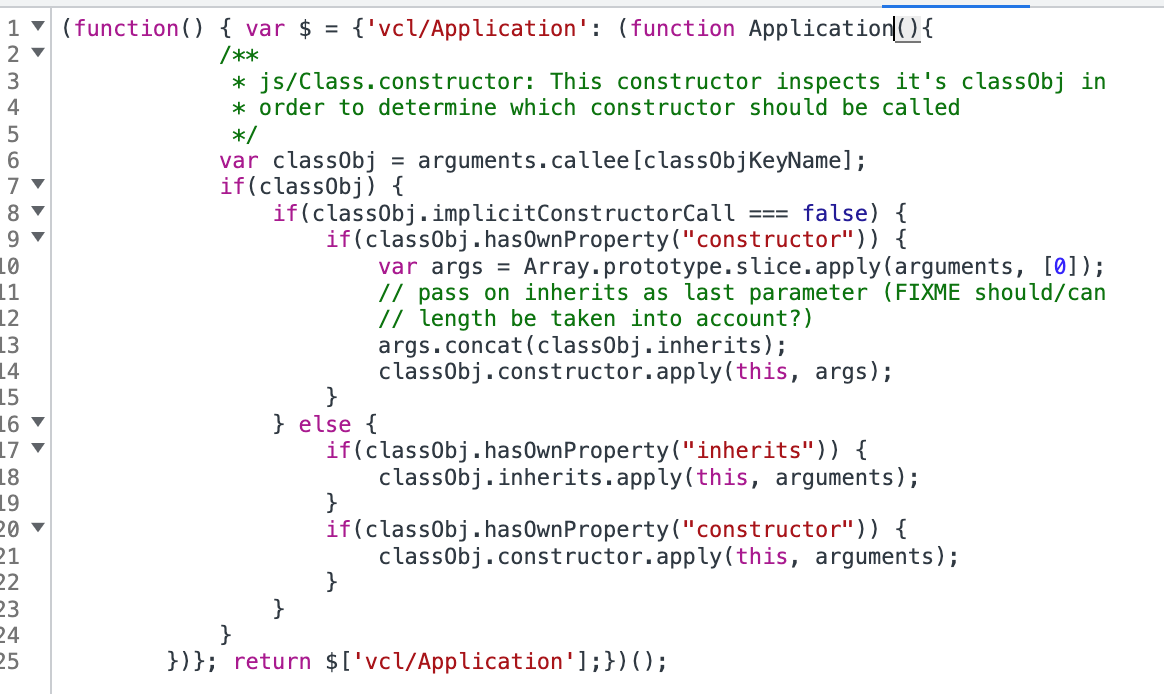 1 (function() { var $ = {'vcl/Application': (function Application(){
2 /**
3 * js/Class.constructor: This constructor inspects it's classObj in
4 * order to determine which constructor should be called
5 */
6 var classObj = arguments.callee[classObjKeyName];
7 if(classObj) {
8 if(classObj.implicitConstructorCall === false) {
9 if(classObj.hasOwnProperty("constructor")) {
10 var args = Array.prototype.slice.apply(arguments, [0]);
11 // pass on inherits as last parameter (FIXME should/can
12 // length be taken into account?)
13 args.concat(classObj.inherits);
14 classObj.constructor.apply(this, args);
15 }
16 } else {
17 if(classObj.hasOwnProperty("inherits")) {
18 classObj.inherits.apply(this, arguments);
19 }
20 if(classObj.hasOwnProperty("constructor")) {
21 classObj.constructor.apply(this, arguments);
22 }
23 }
24 }
25 })}; return $['vcl/Application'];})();